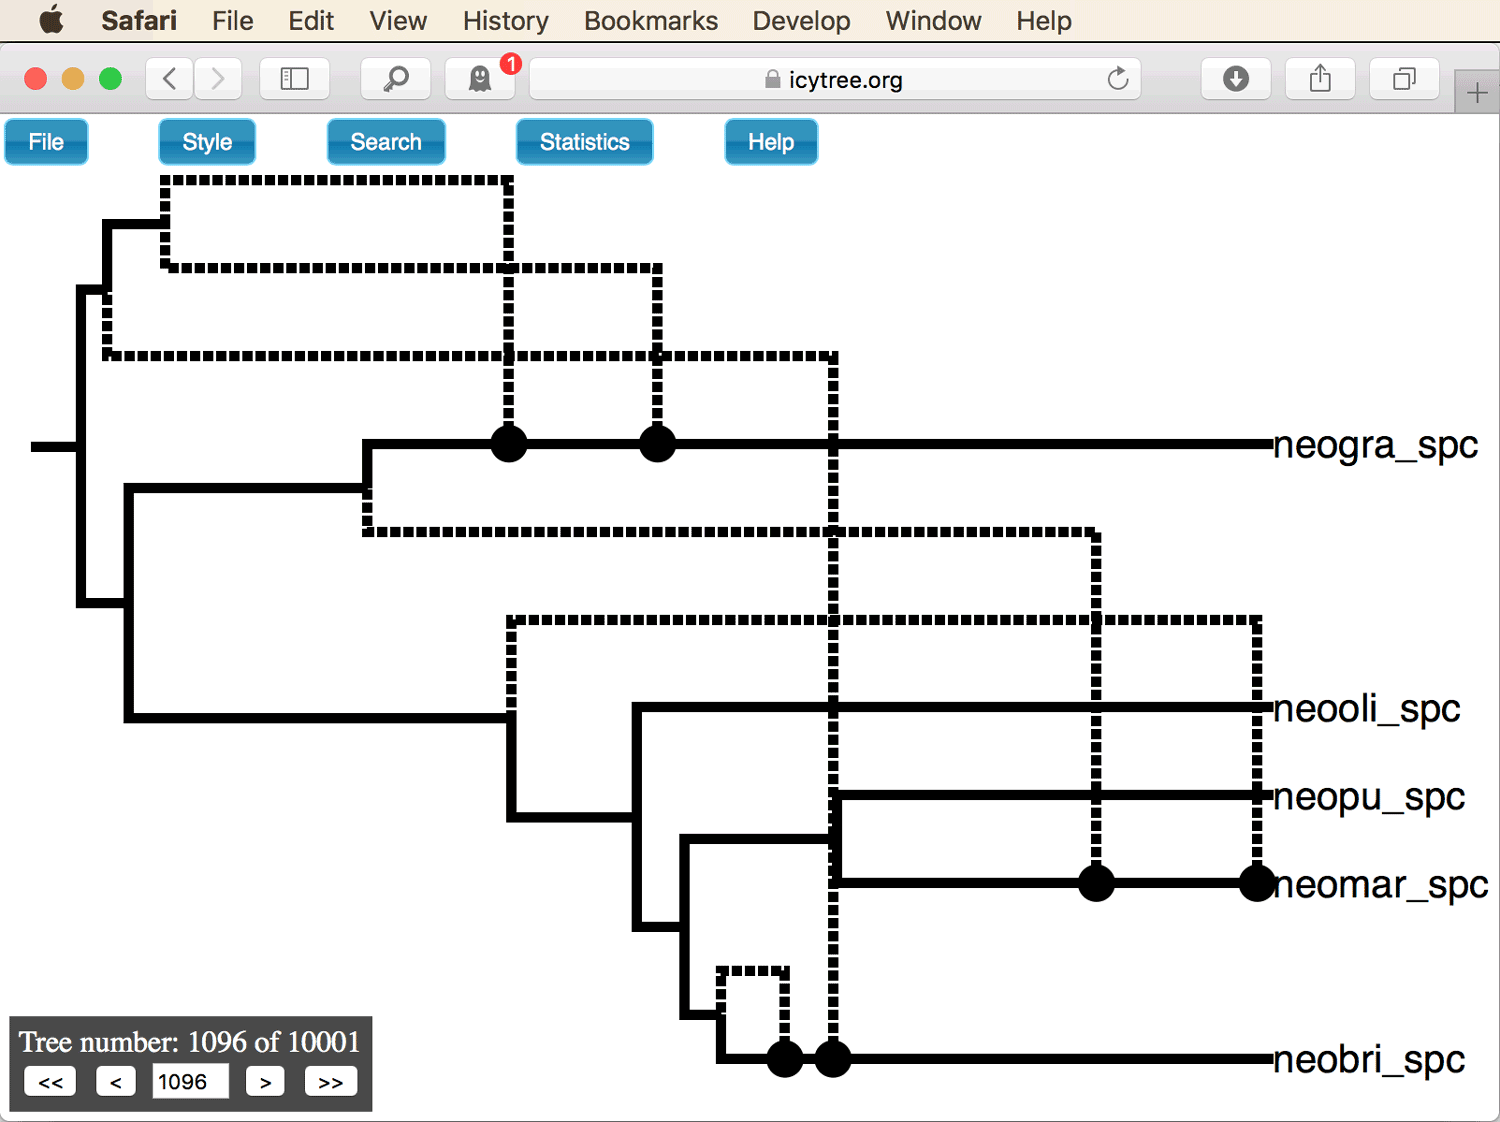 Safari File Edit View History Bookmarks Develop Window Help
1
icytree.org
File Style Search Statistics Help
neogra_spc
neooli_spc
neopu_spc
neomar_spc
neobri_spc
Tree number: 1096 of 10001
<< < 1096 > >>